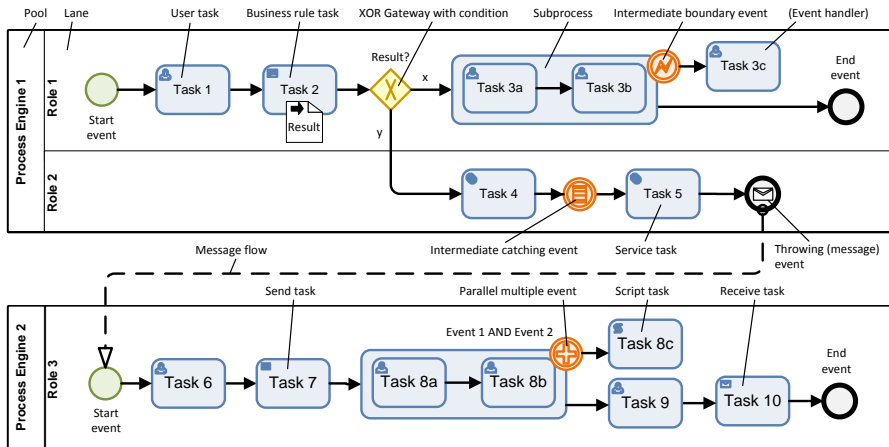 Pool
Lane
User task
Business rule task
XOR Gateway with condition
Subprocess
Intermediate boundary event
(Event handler)
Process Engine 1
Role 1
Start
event
Task 1
Task 2
Result
Result?
x
y
Task 3a
Task 3b
Task 3c
End
event
Role 2
Task 4
Task 5
Message flow
Intermediate catching event
Service task
Throwing (message)
event
Send task
Parallel multiple event
Script task
Receive task
Process Engine 2
Role 3
Event 1 AND Event 2
Start
event
Task 6
Task 7
Task 8a
Task 8b
Task 8c
Task 9
Task 10
End
event